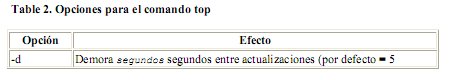 Table 2. Opciones para el comando top
Opción Efecto
-d Demora segundos segundos entre actualizaciones (por defecto = 5